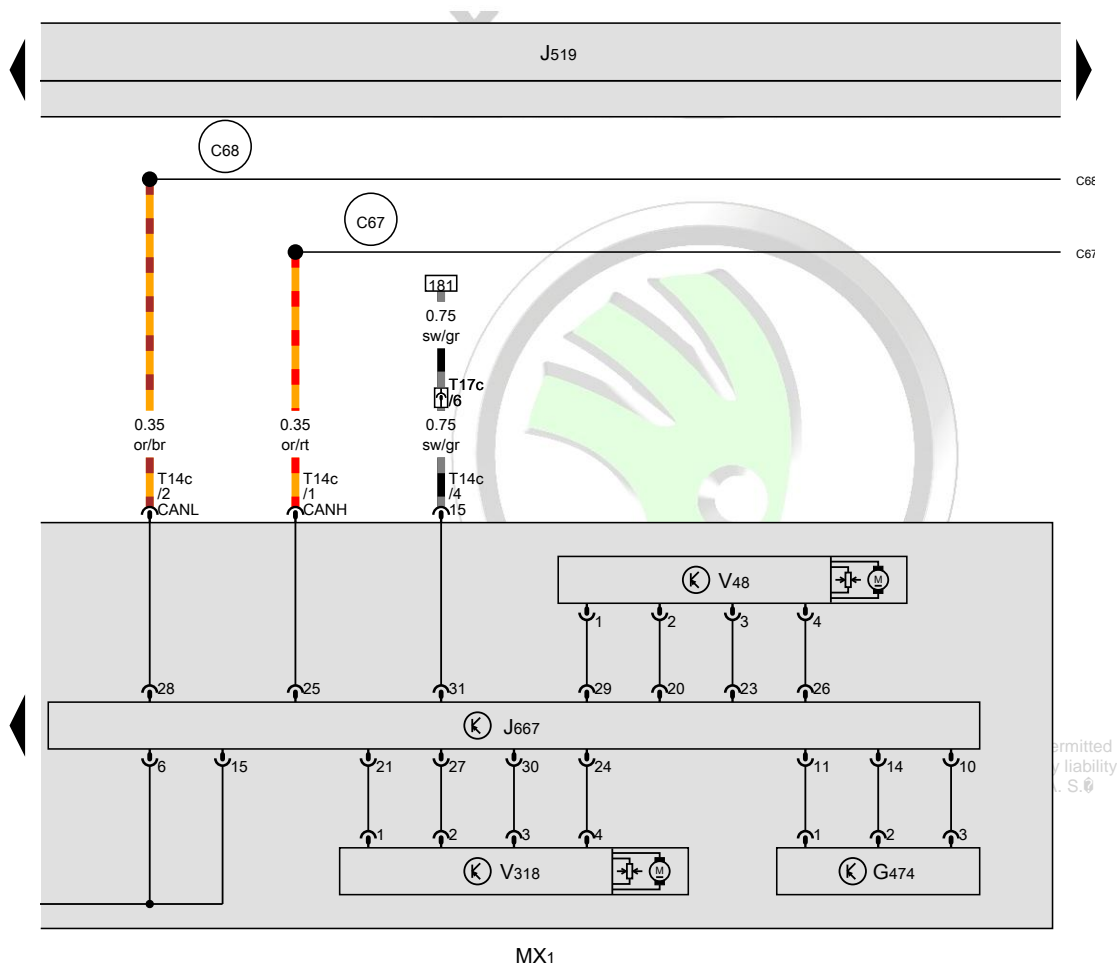 J519
C68
C68
C67
C67
181
0.75
sw/gr
T17c
/6
0.35
or/br
0.35
or/rt
0.75
sw/gr
T14c
/2
CANL
T14c
/1
CANH
T14c
/4
15
V48
M
1 2 3 4
28 25 31 29 20 23 26
J667
6 15 21 27 30 24 11 14 10
ermitted
y liability
. S.
1 2 3 4 1 2 3
V318
M
G474
MX1